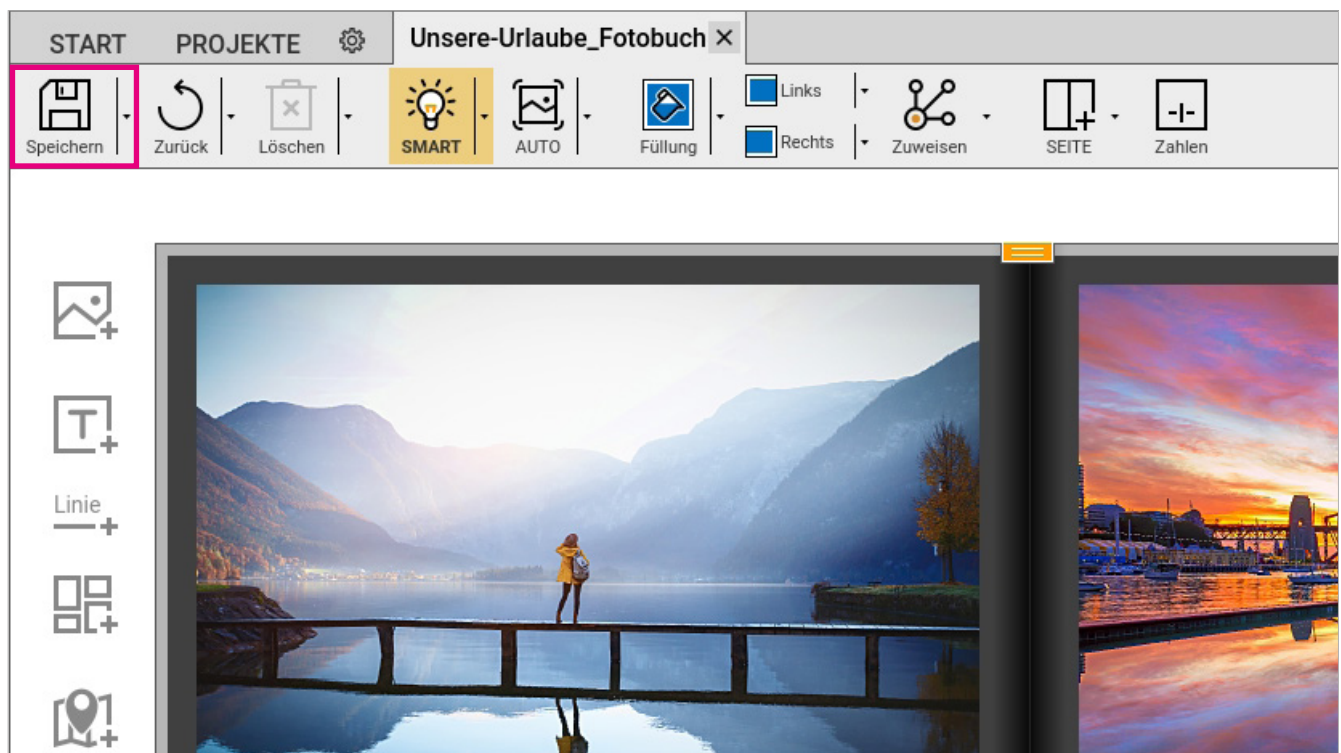 START PROJEKTE Unsere-Urlaube_Fotobuch
Links
Rechts
Speichern Zurück Löschen SMART AUTO Füllung Zuweisen SEITE Zahlen
T
Linie